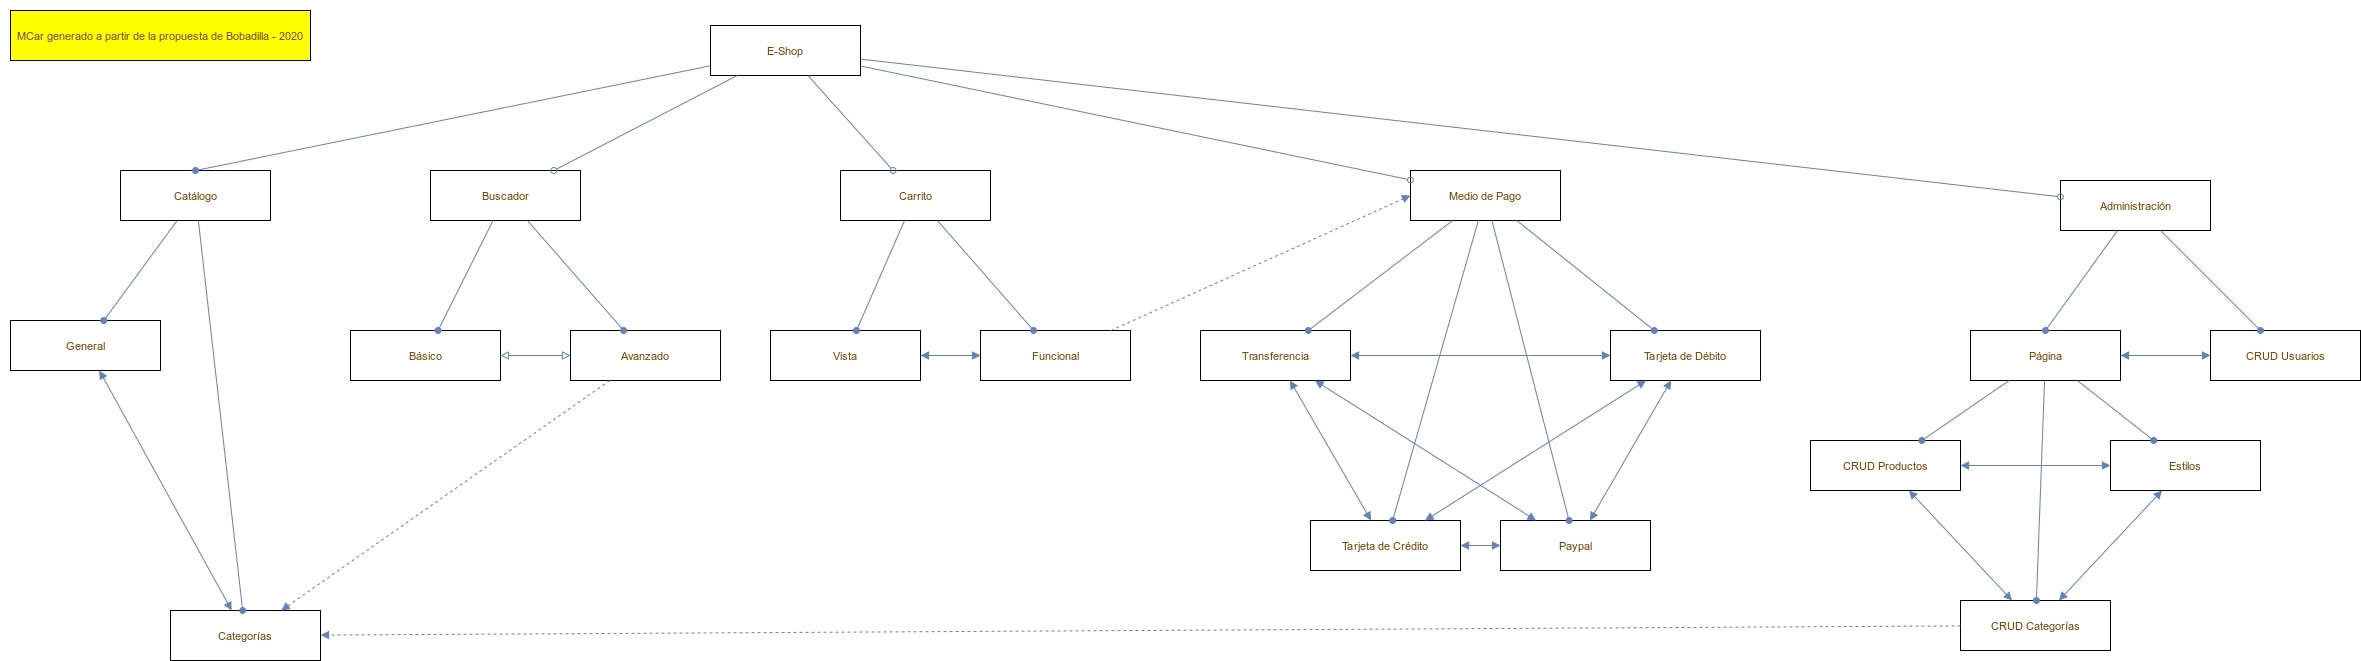 MCar generado a partir de la propuesta de Bobadilla - 2020
E-Shop
Catálogo
Buscador
Carrito
Medio de Pago
Administración
General
Básico
Avanzado
Vista
Funcional
Transferencia
Tarjeta de Débito
Página
CRUD Usuarios
CRUD Productos
Estilos
Tarjeta de Crédito
Paypal
Categorías
CRUD Categorías